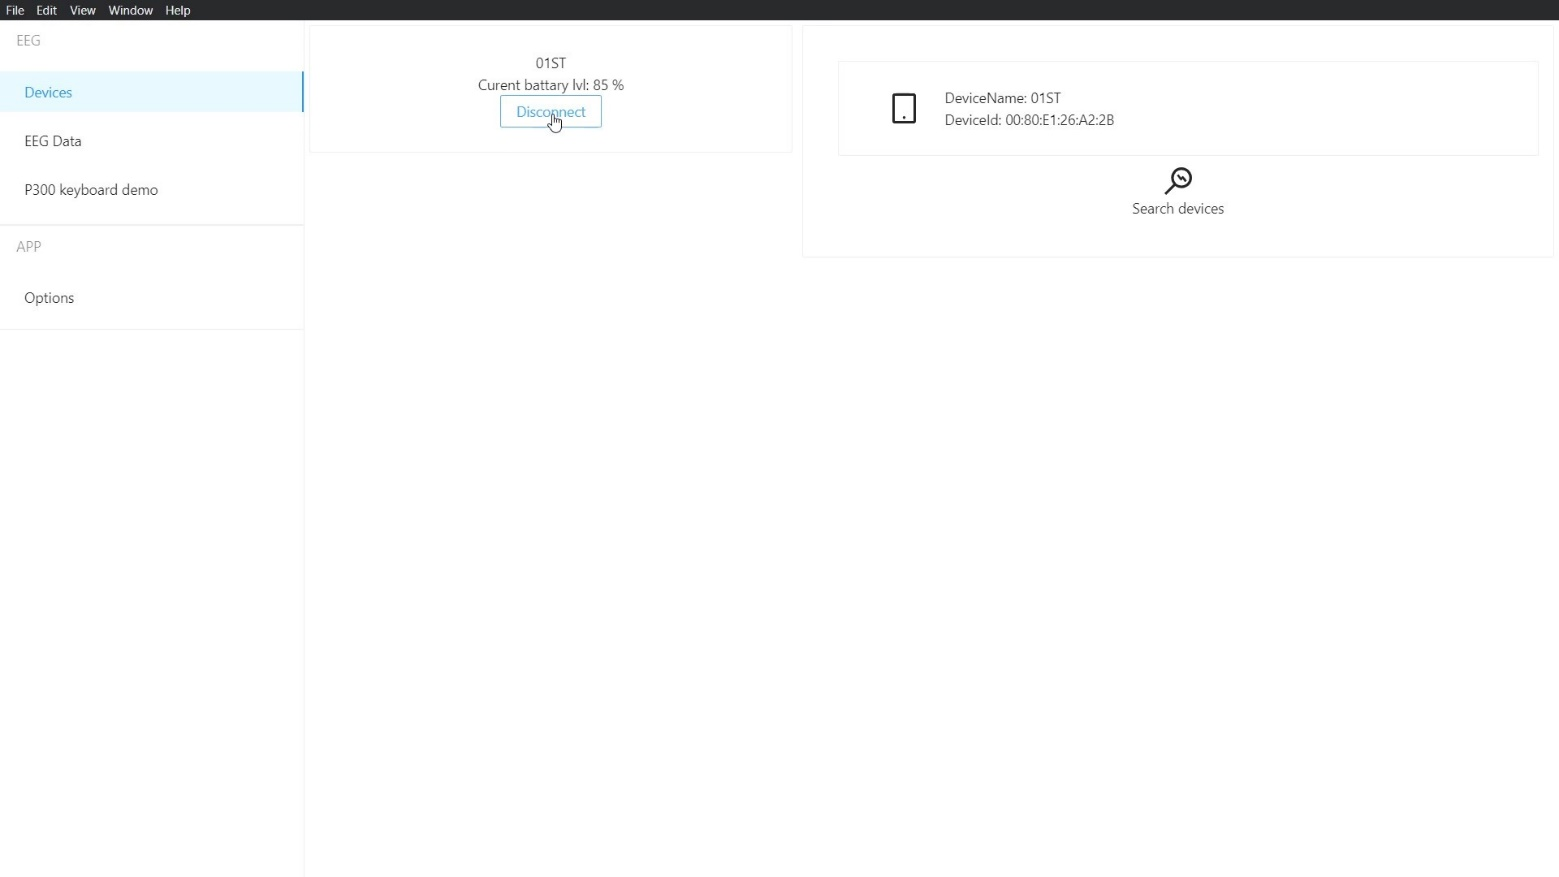 File Edit View Window Help
EEG
Devices
EEG Data
P300 keyboard demo
APP
Options
01ST
Curent battary lvl: 85 %
Disconnect
DeviceName: 01ST
DeviceId: 00:80:E1:26:A2:2B
Search devices